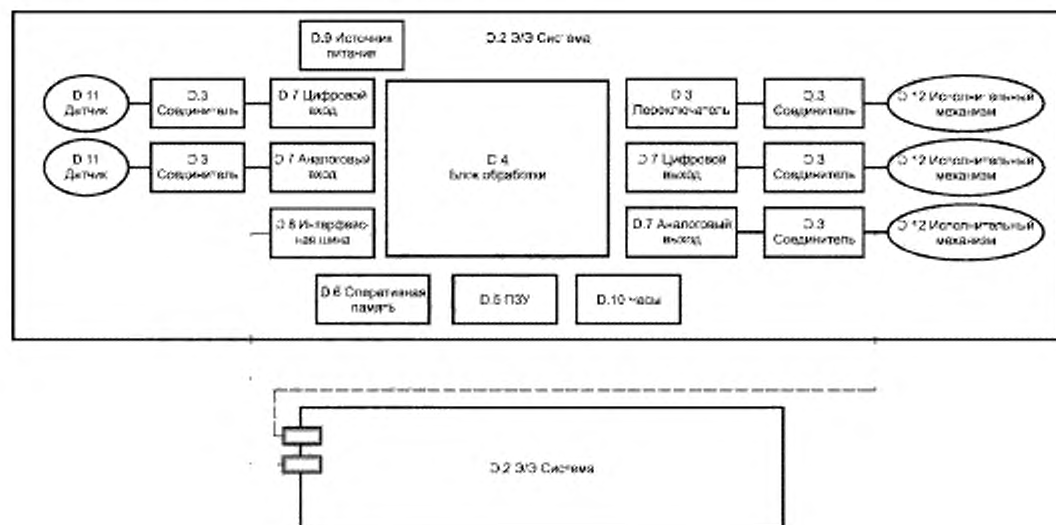 D.9 Источник
питания
D.2 Э/Э Система
D.11
Датчик
D.3
Соединитель
D.7 Цифровой
вход
D.3
Переключатель
D.3
Соединитель
D.12 Исполнительный
механизм
D.11
Датчик
D.3
Соединитель
D.7 Аналоговый
вход
D.4
Блок обработки
D.7 Цифровой
выход
D.3
Соединитель
D.12 Исполнительный
механизм
D.8 Интерфейс-
ная шина
D.7 Аналоговый
выход
D.3
Соединитель
D.12 Исполнительный
механизм
D.6 Оперативная
память
D.5 ПЗУ
D.10 Часы
D.2 Э/Э Система